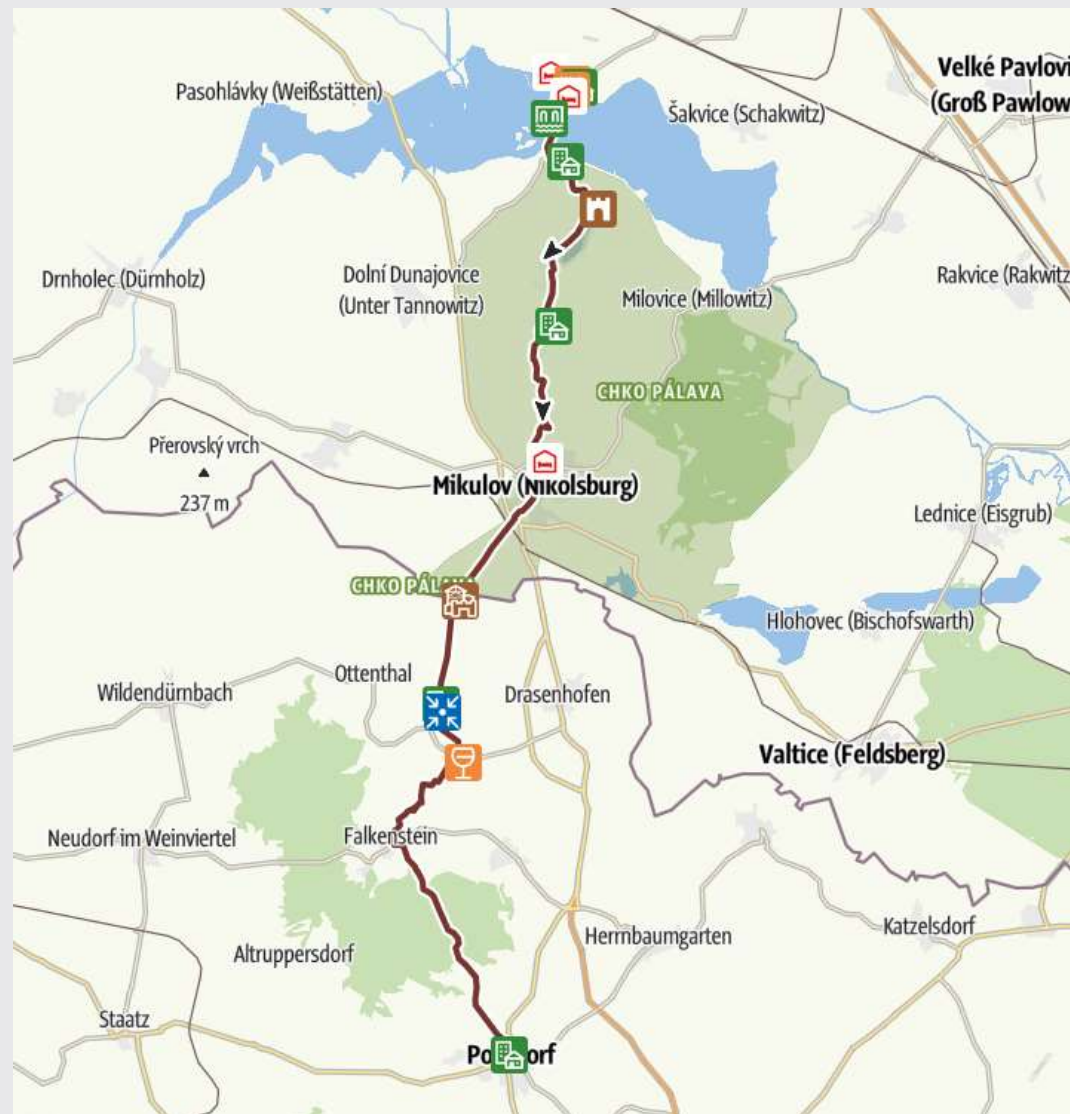 Velké Pavlovi
(Groß Pawlow
Pasohlávky (Weißstätten)
Šakvice (Schakwitz)
Drnholec (Dürnholz)
Dolní Dunajovice
(Unter Tannowitz)
Milovice (Millowitz)
Rakvice (Rakwitz
CHKO PÁLAVA
Přerovský vrch
237 m
Mikulov (Nikolsburg)
Lednice (Eisgrub)
CHKO PÁLAVA
Hlohovec (Bischofswarth)
Ottenthal
Wildendürnbach
Drasenhofen
Valtice (Feldsberg)
Neudorf im Weinviertel
Falkenstein
Altruppersdorf
Herrnbaumgarten
Katzelsdorf
Staatz